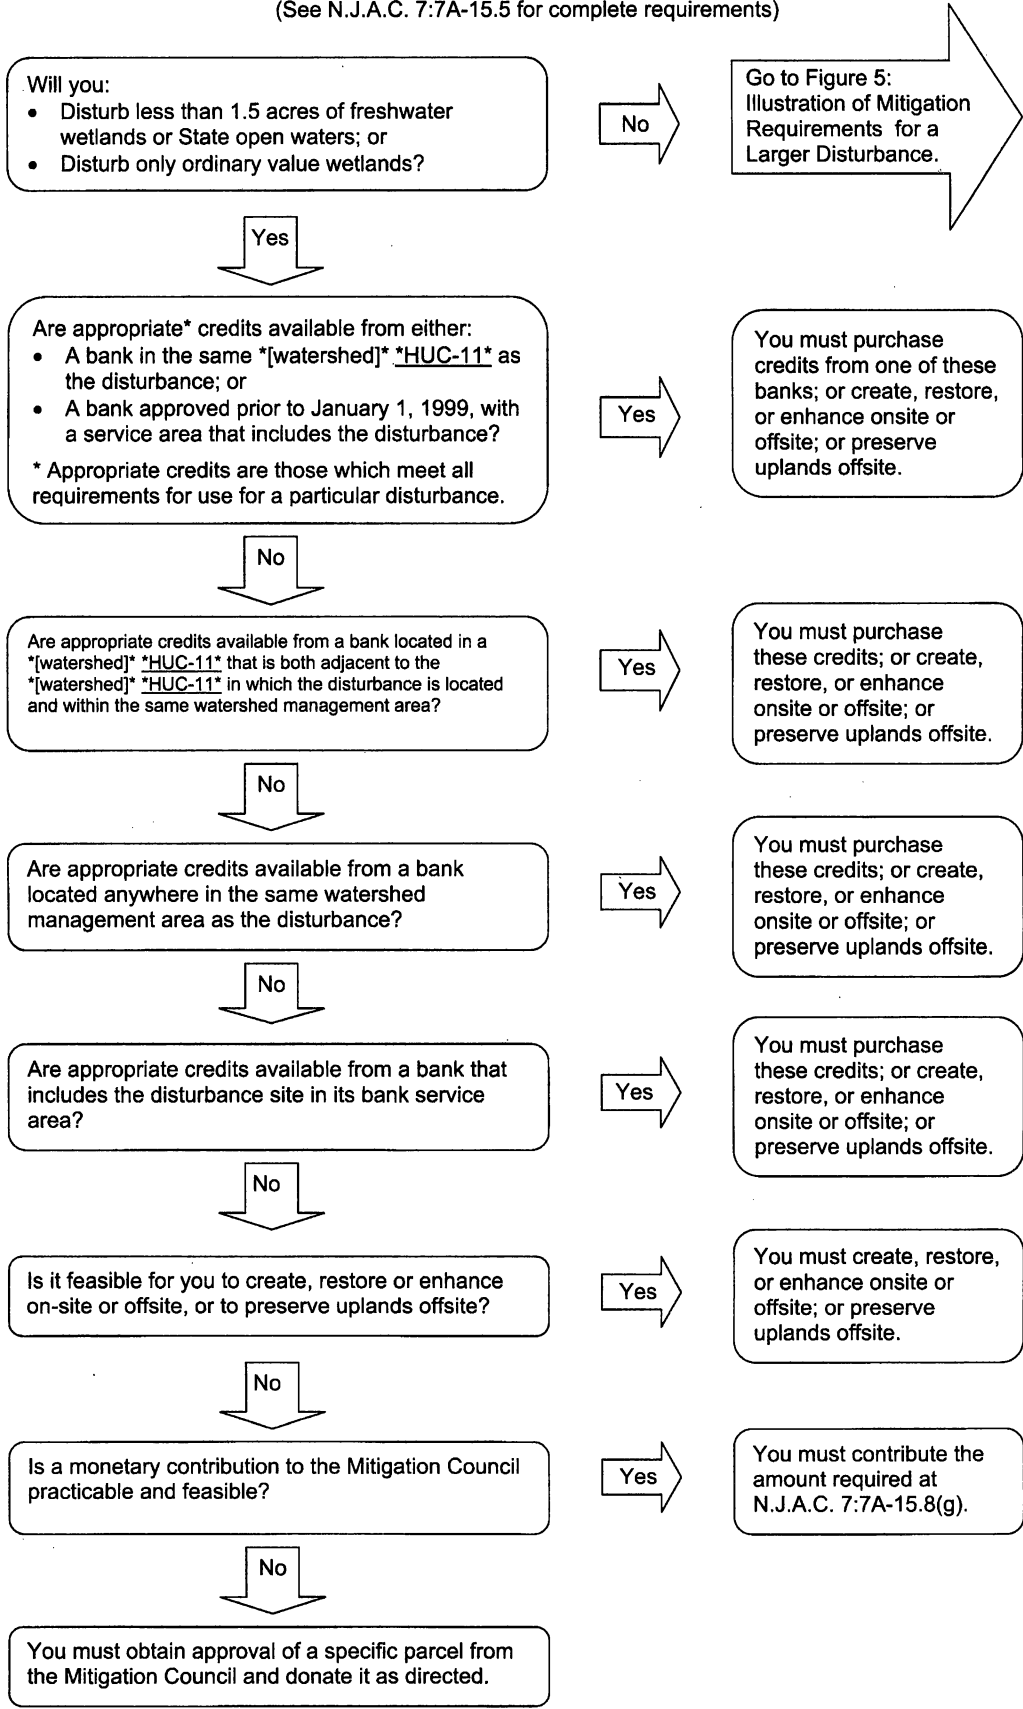 (See N.J.A.C. 7:7A-15.5 for complete requirements)
Will you:
• Disturb less than 1.5 acres of freshwater
wetlands or State open waters; or
• Disturb only ordinary value wetlands?
No
Go to Figure 5:
Illustration of Mitigation
Requirements for a
Larger Disturbance.
Yes
Are appropriate* credits available from either:
• A bank in the same *[watershed]* *HUC-11* as
the disturbance; or
• A bank approved prior to January 1, 1999, with
a service area that includes the disturbance?
* Appropriate credits are those which meet all
requirements for use for a particular disturbance.
Yes
You must purchase
credits from one of these
banks; or create, restore,
or enhance onsite or
offsite; or preserve
uplands offsite.
No
Are appropriate credits available from a bank located in a
*[watershed]* *HUC-11* that is both adjacent to the
*[watershed]* *HUC-11* in which the disturbance is located
and within the same watershed management area?
Yes
You must purchase
these credits; or create,
restore, or enhance
onsite or offsite; or
preserve uplands offsite.
No
Are appropriate credits available from a bank
located anywhere in the same watershed
management area as the disturbance?
Yes
You must purchase
these credits; or create,
restore, or enhance
onsite or offsite; or
preserve uplands offsite.
No
Are appropriate credits available from a bank that
includes the disturbance site in its bank service
area?
Yes
You must purchase
these credits; or create,
restore, or enhance
onsite or offsite; or
preserve uplands offsite.
No
Is it feasible for you to create, restore or enhance
on-site or offsite, or to preserve uplands offsite?
Yes
You must create, restore,
or enhance onsite or
offsite; or preserve
uplands offsite.
No
Is a monetary contribution to the Mitigation Council
practicable and feasible?
Yes
You must contribute the
amount required at
N.J.A.C. 7:7A-15.8(g).
No
You must obtain approval of a specific parcel from
the Mitigation Council and donate it as directed.